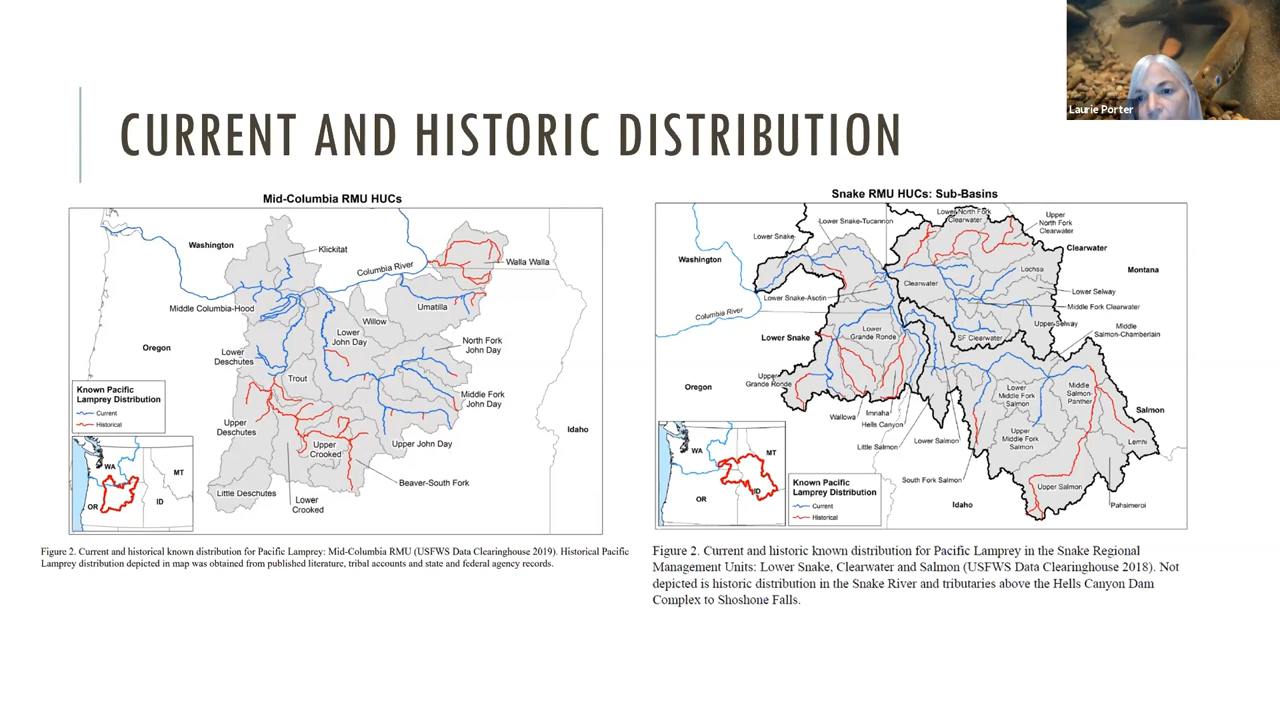 Laurie Porter
CURRENT AND HISTORIC DISTRIBUTION
Mid-Columbia RMU HUCs
Washington
Klickitat
Columbia River
Walla Walla
Middle Columbia-Hood
Umatilla
Willow
Lower
John Day
Oregon
North Fork
John Day
Lower
Deschutes
Trout
Middle Fork
John Day
Known Pacific
Lamprey Distribution
Current
Historical
Upper
Deschutes
Upper
Crooked
Upper John Day
Idaho
Beaver-South Fork
Little Deschutes
Lower
Crooked
WA
MT
OR
ID
Figure 2. Current and historical known distribution for Pacific Lamprey: Mid-Columbia RMU (USFWS Data Clearinghouse 2019). Historical Pacific
Lamprey distribution depicted in map was obtained from published literature, tribal accounts and state and federal agency records.
Snake RMU HUCs: Sub-Basins
Lower Snake-Tucannon
Lower North Fork
Clearwater
Upper
North Fork
Clearwater
Lower Snake
Clearwater
Washington
Montana
Lochsa
Clearwater
Lower Selway
Lower Snake-Asotin
Middle Fork Clearwater
Columbia River
Upper Selway
Middle
Salmon-Chamberlain
Lower Snake
Lower
Grande Ronde
SF Clearwater
Oregon
Upper
Grande Ronde
Lower
Middle Fork
Salmon
Middle
Salmon-
Panther
Salmon
Wallowa
Imnaha
Hells Canyon
Little Salmon
Lower Salmon
Upper
Middle Fork
Salmon
Lemhi
South Fork Salmon
Upper Salmon
Pahsimeroi
Idaho
WA
MT
OR
ID
Known Pacific
Lamprey Distribution
Current
Historical
Figure 2. Current and historic known distribution for Pacific Lamprey in the Snake Regional
Management Units: Lower Snake, Clearwater and Salmon (USFWS Data Clearinghouse 2018). Not
depicted is historic distribution in the Snake River and tributaries above the Hells Canyon Dam
Complex to Shoshone Falls.